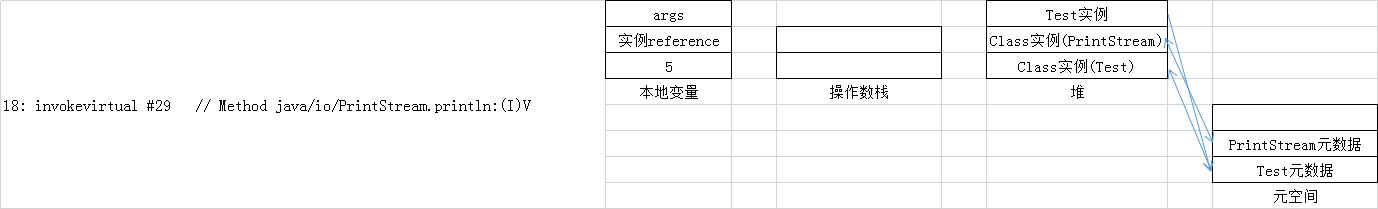 args
Test实例
实例reference
Class实例(PrintStream)
5
Class实例(Test)
本地变量
操作数栈
堆
18: invokevirtual #29   // Method java/io/PrintStream.println:(I)V
PrintStream元数据
Test元数据
元空间